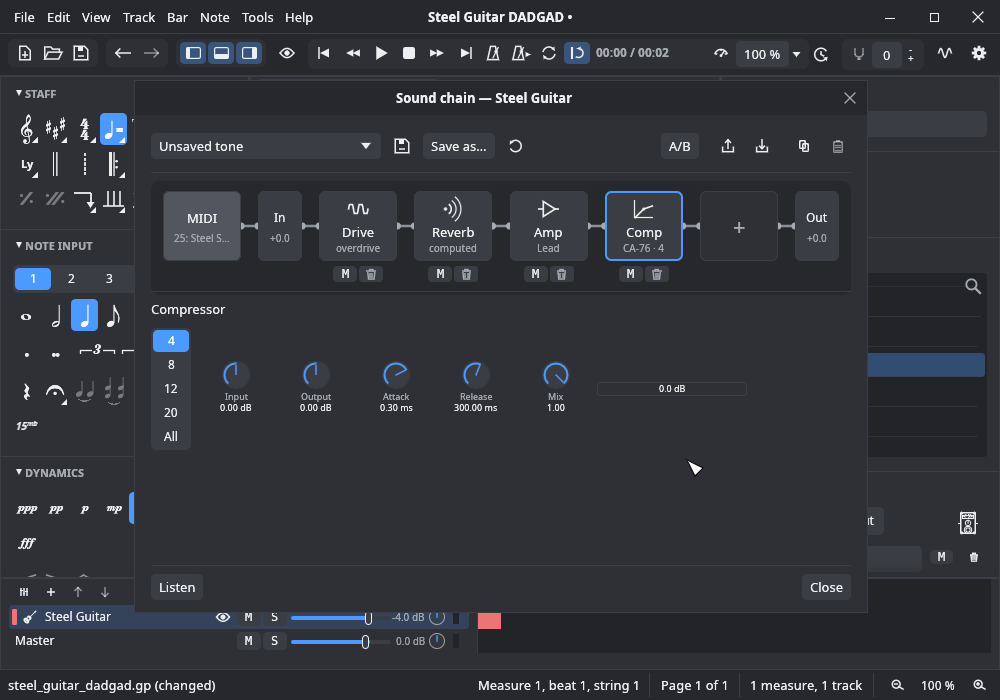 File Edit View Track Bar Note Tools Help
Steel Guitar DADGAD •
00:00 / 00:02
100 %
0
STAFF
Ly
NOTE INPUT
1 2 3
3
15mb
DYNAMICS
ppp pp p mp
fff
Sound chain — Steel Guitar
Unsaved tone
Save as...
A/B
MIDI
25: Steel S...
In
+0.0
Drive
overdrive
Reverb
computed
Amp
Lead
Comp
CA-76 · 4
+
Out
+0.0
M M M M
Compressor
4
8
12
20
All
Input
0.00 dB
Output
0.00 dB
Attack
0.30 ms
Release
300.00 ms
Mix
1.00
0.0 dB
Listen
Close
M
Steel Guitar M S -4.0 dB
Master M S 0.0 dB
steel_guitar_dadgad.gp (changed)
Measure 1, beat 1, string 1
Page 1 of 1
1 measure, 1 track
100 %